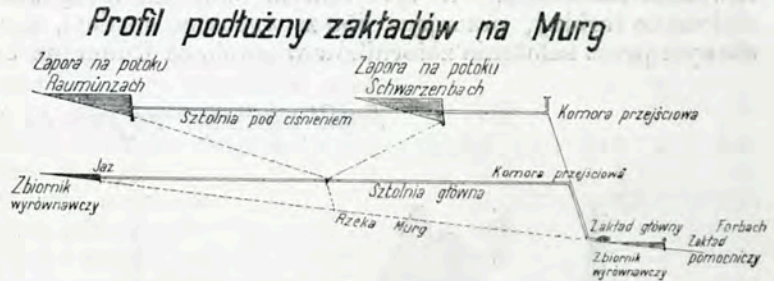 Profil podłużny zakładów na Murg
Zapora na potoku
Raumünzach
Zapora na potoku
Schwarzenbach
Sztolnia pod ciśnieniem
Komora przejściowa
Jaz
Zbiornik
wyrównawczy
Sztolnia główna
Komora przejściowa
Rzeka Murg
Zakład główny
Forbach
Zakład
pomocniczy
Zbiornik
wyrównawczy